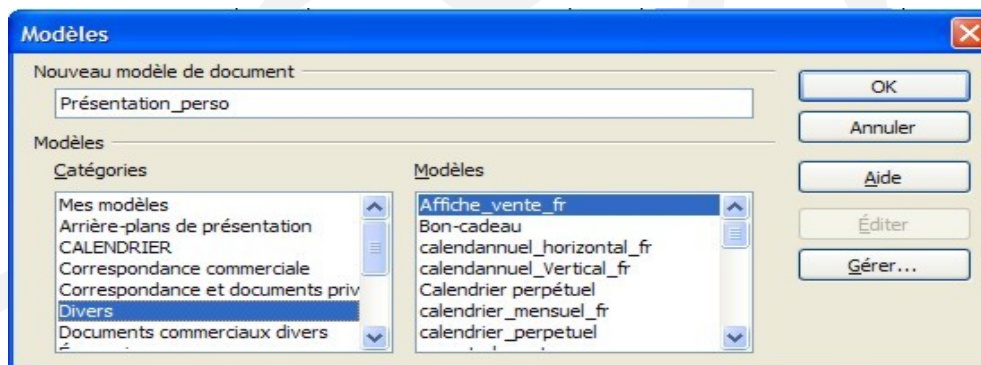 Modèles
Nouveau modèle de document
Présentation_perso
OK
Annuler
Modèles
Catégories
Modèles
Aide
Mes modèles
Arrière-plans de présentation
CALENDRIER
Correspondance commerciale
Correspondance et documents priv
Divers
Documents commerciaux divers
Affiche_vente_fr
Bon-cadeau
calendannuel_horizontal_fr
calendannuel_Vertical_fr
Calendrier perpétuel
calendrier_mensuel_fr
calendrier_perpetuel
Éditer
Gérer...